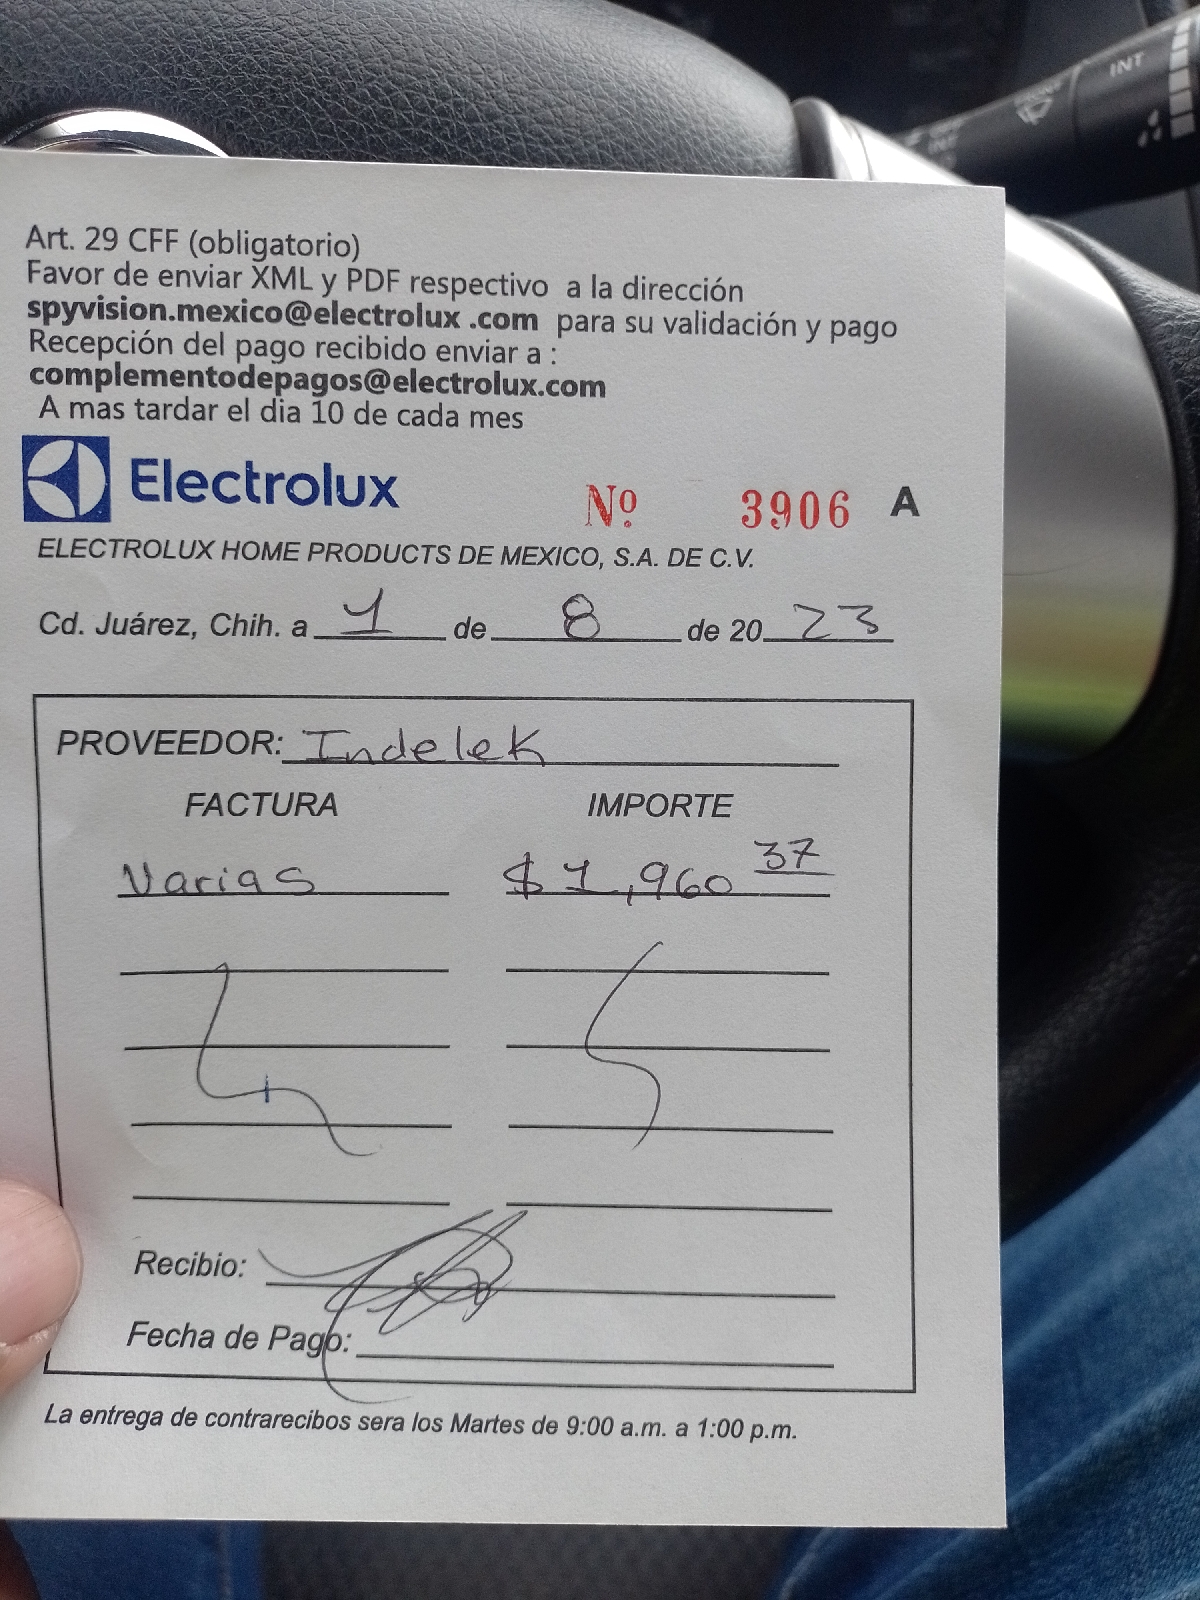 Art. 29 CFF (obligatorio)
Favor de enviar XML y PDF respectivo a la dirección
spyvision.mexico@electrolux .com para su validación y pago
Recepción del pago recibido enviar a :
complementodepagos@electrolux.com
A mas tardar el dia 10 de cada mes
Electrolux
Nº 3906 A
ELECTROLUX HOME PRODUCTS DE MEXICO, S.A. DE C.V.
Cd. Juárez, Chih. a 1 de 8 de 20 23
PROVEEDOR: Indelek
FACTURA IMPORTE
Varias $ 1,960 37
Recibio:
Fecha de Pago:
La entrega de contrarecibos sera los Martes de 9:00 a.m. a 1:00 p.m.
INT